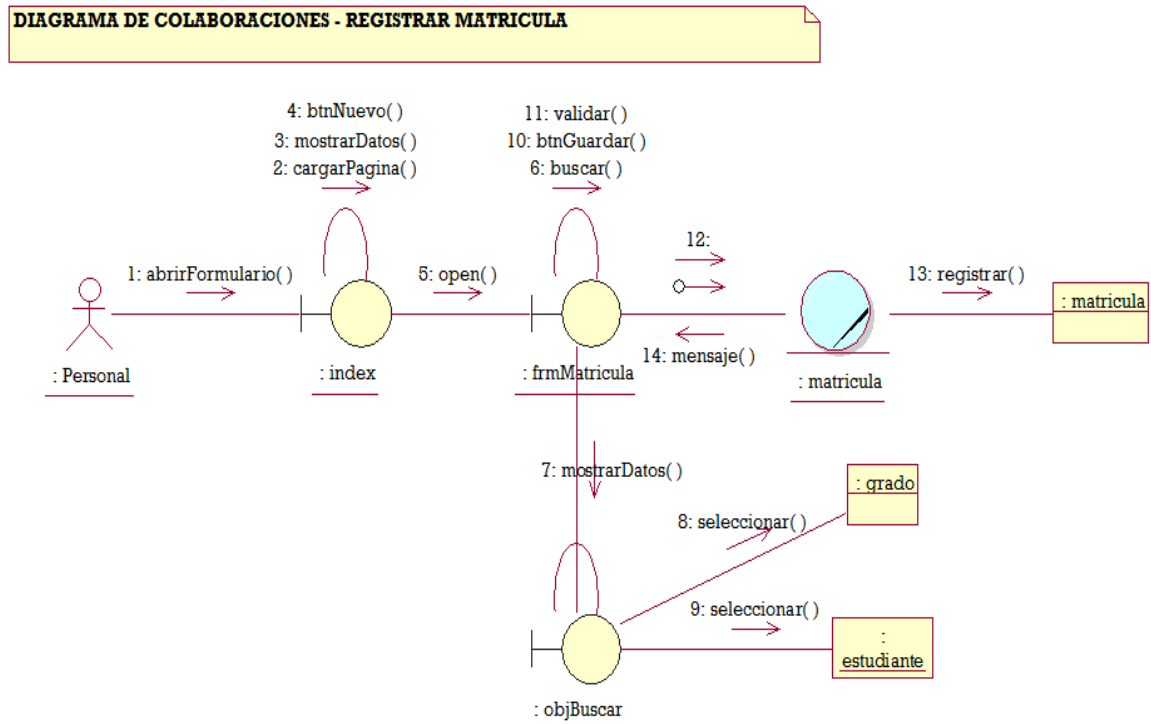 DIAGRAMA DE COLABORACIONES - REGISTRAR MATRICULA
4: btnNuevo( )
3: mostrarDatos( )
2: cargarPagina( )
11: validar( )
10: btnGuardar( )
6: buscar( )
1: abrirFormulario( )
5: open( )
12:
13: registrar( )
14: mensaje( )
: matricula
: Personal
: index
: frmMatricula
: matricula
7: mostrarDatos( )
: grado
8: seleccionar( )
9: seleccionar( )
:
estudiante
: objBuscar